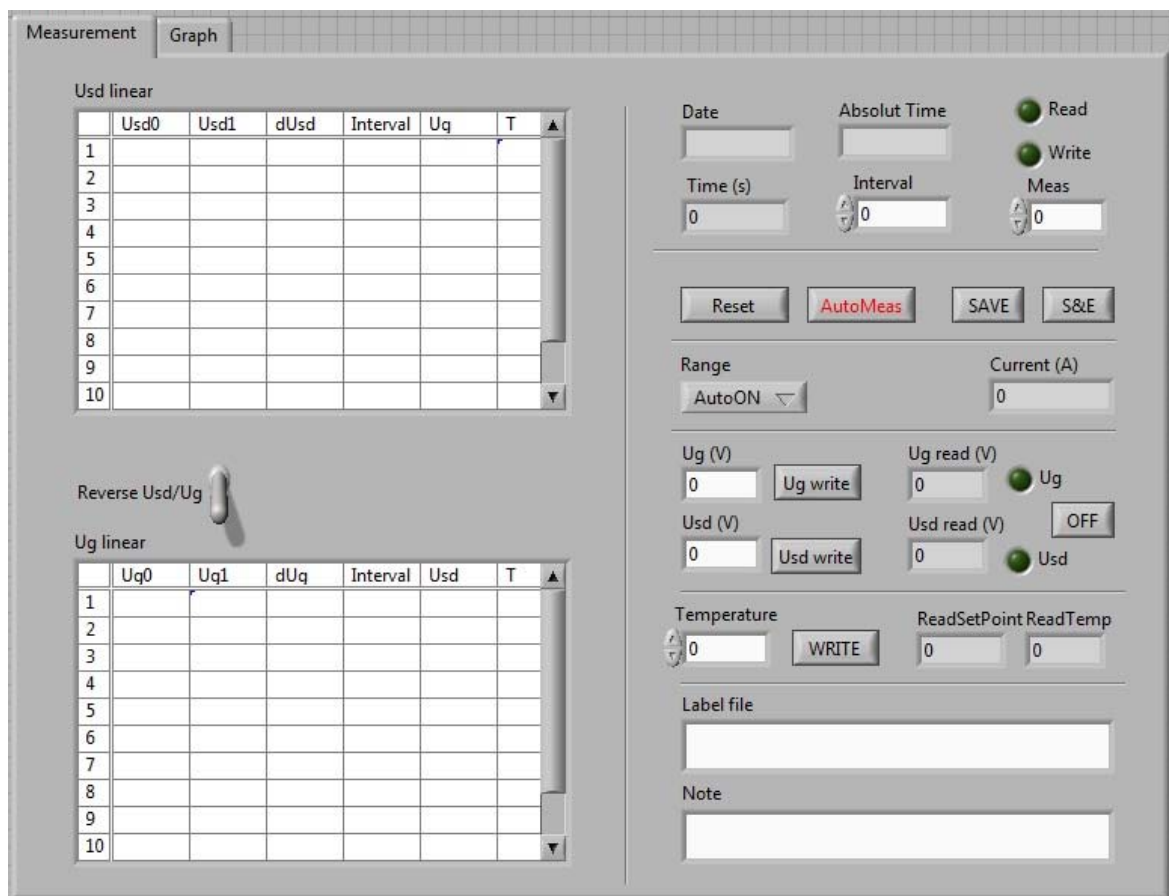 Measurement Graph
Usd linear
Usd0 Usd1 dUsd Interval Ug T
1
2
3
4
5
6
7
8
9
10
Reverse Usd/Ug
Ug linear
Ug0 Ug1 dUg Interval Usd T
1
2
3
4
5
6
7
8
9
10
Date Absolut Time Read
Write
Time (s) Interval Meas
0 0 0
Reset AutoMeas SAVE S&E
Range Current (A)
AutoON 0
Ug (V) Ug read (V)
0 Ug write 0 Ug
OFF
Usd (V) Usd read (V)
0 Usd write 0 Usd
Temperature ReadSetPoint ReadTemp
0 WRITE 0 0
Label file
Note